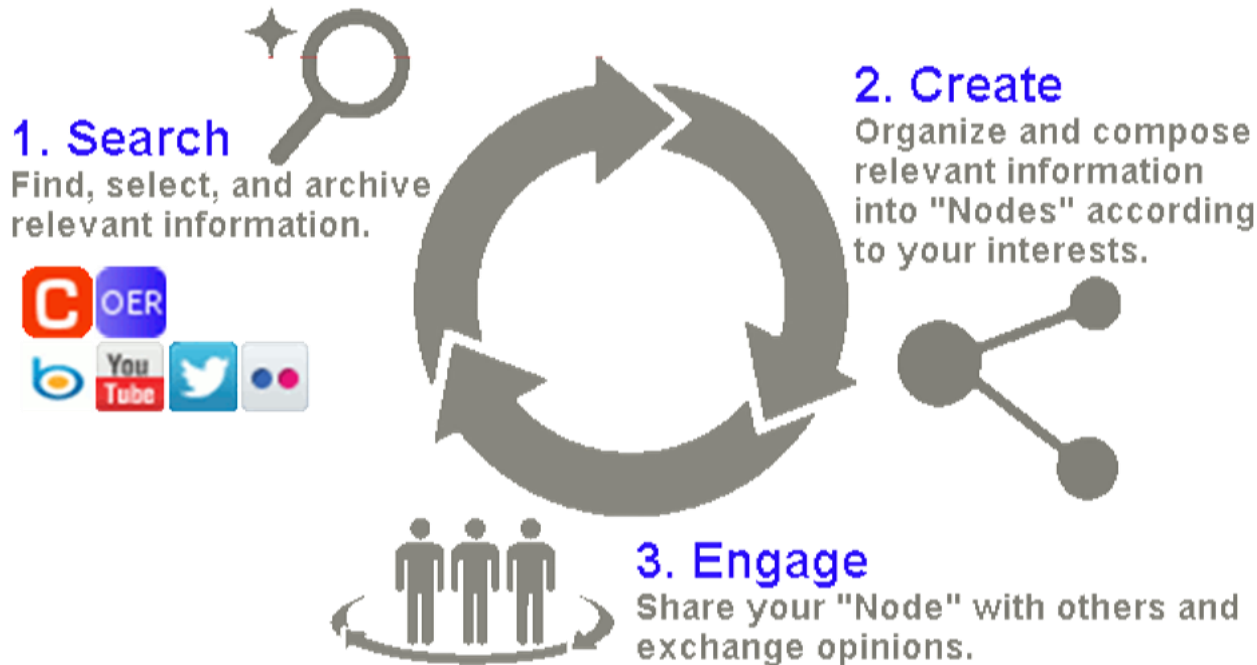 1. Search
Find, select, and archive
relevant information.
C OER
You
Tube
2. Create
Organize and compose
relevant information
into "Nodes" according
to your interests.
3. Engage
Share your "Node" with others and
exchange opinions.